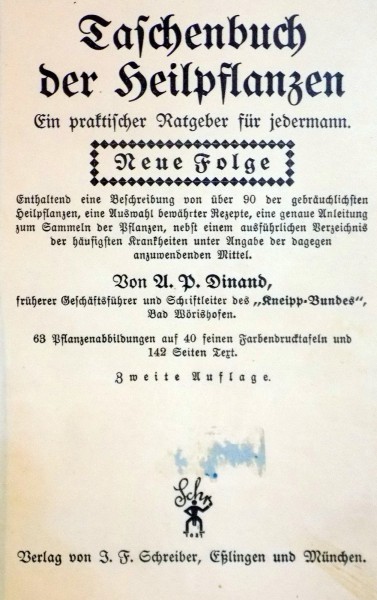 Taschenbuch
der Heilpflanzen
Ein praktischer Ratgeber für jedermann.
Neue Folge
Enthaltend eine Beschreibung von über 90 der gebräuchlichsten
Heilpflanzen, eine Auswahl bewährter Rezepte, eine genaue Anleitung
zum Sammeln der Pflanzen, nebst einem ausführlichen Verzeichnis
der häufigsten Krankheiten unter Angabe der dagegen
anzuwendenden Mittel.
Von A. P. Dinand,
früherer Geschäftsführer und Schriftleiter des „Kneipp-Bundes“,
Bad Wörishofen.
63 Pflanzenabbildungen auf 40 feinen Farbendrucktafeln und
142 Seiten Text.
Zweite Auflage.
Schr
Verlag von J. F. Schreiber, Eßlingen und München.